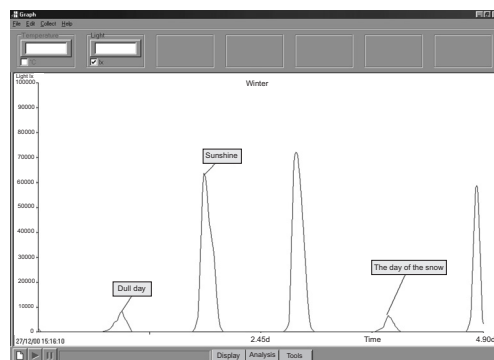 Graph
File Edit Collect Help
Temperature
Light
°C
lx
Light lx
Winter
100000
90000
80000
70000
60000
50000
40000
30000
20000
10000
0
Sunshine
Dull day
The day of the snow
27/12/00 15:16:10
2.45d
Time
4.90d
Display Analysis Tools